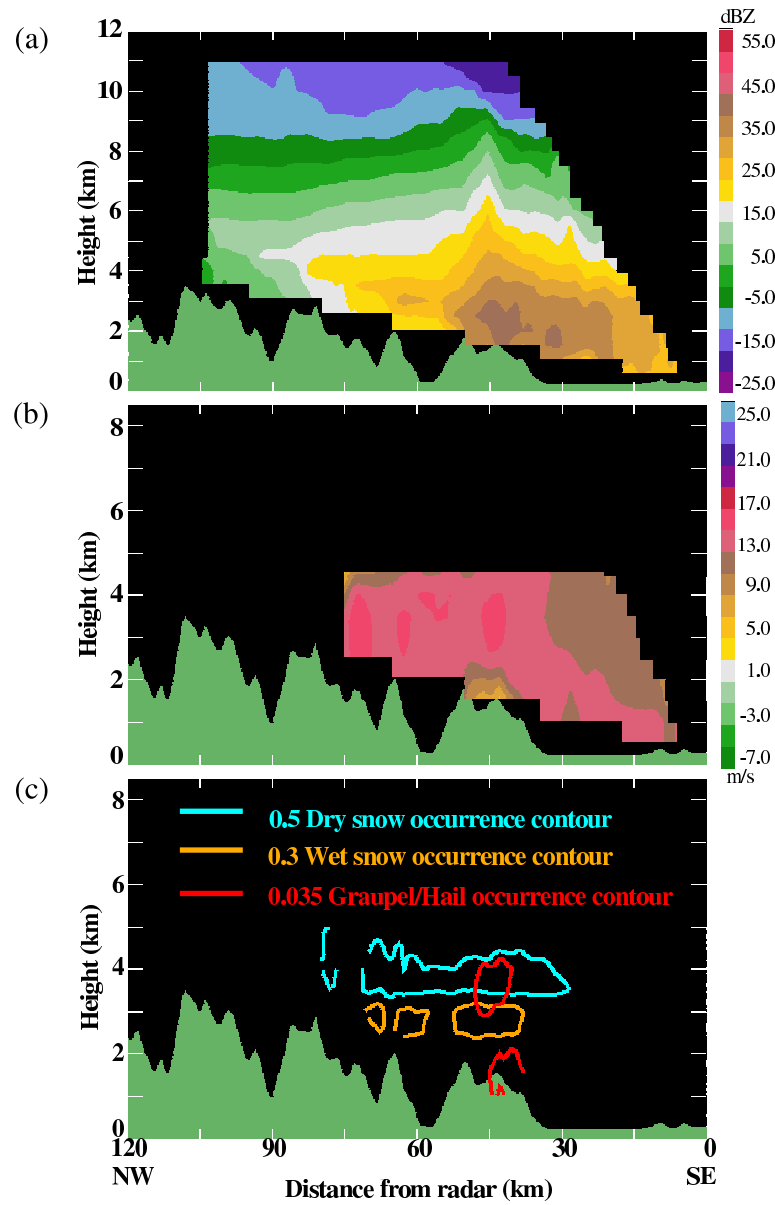 (a)
dBZ
12
10
8
6
4
2
0
Height (km)
55.0
45.0
35.0
25.0
15.0
5.0
-5.0
-15.0
-25.0
(b)
8
6
4
2
0
Height (km)
25.0
21.0
17.0
13.0
9.0
5.0
1.0
-3.0
-7.0
m/s
(c)
8
6
4
2
0
Height (km)
0.5 Dry snow occurrence contour
0.3 Wet snow occurrence contour
0.035 Graupel/Hail occurrence contour
120 90 60 30 0
NW SE
Distance from radar (km)